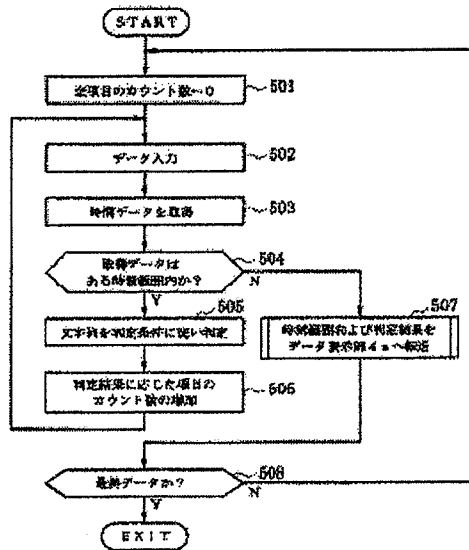 START
全項目のカウント数←0
501
データ入力
502
時情データを取得
503
取得データは
ある時刻範囲内か?
504
N
Y
505
文字列を判定条件に従い判定
507
時刻範囲および判定結果を
データ表示部4aへ転送
判定結果に応じた項目の
カウント数の増加
506
最終データか?
508
N
Y
EXIT